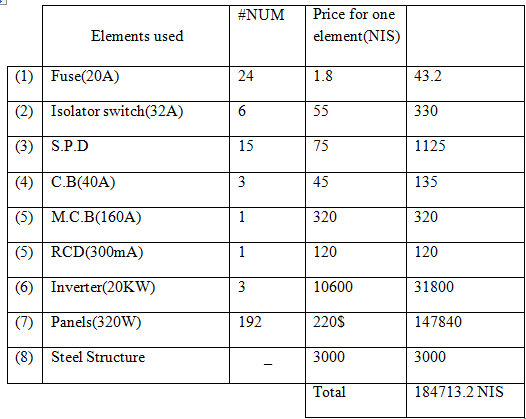 Elements used #NUM Price for one element(NIS)
(1) Fuse(20A) 24 1.8 43.2
(2) Isolator switch(32A) 6 55 330
(3) S.P.D 15 75 1125
(4) C.B(40A) 3 45 135
(5) M.C.B(160A) 1 320 320
(5) RCD(300mA) 1 120 120
(6) Inverter(20KW) 3 10600 31800
(7) Panels(320W) 192 220$ 147840
(8) Steel Structure _ 3000 3000
Total 184713.2 NIS